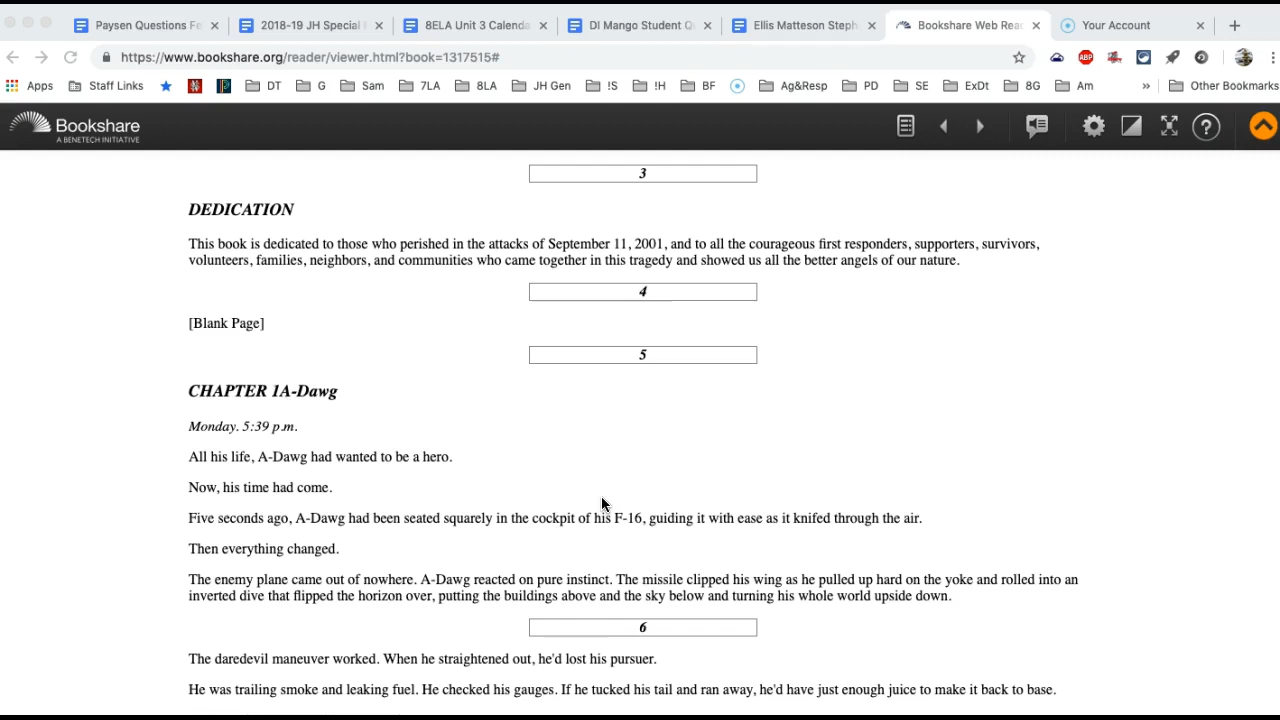 Paysen Questions Fe
2018-19 JH Special
8ELA Unit 3 Calenda
DI Mango Student Q
Ellis Matteson Steph
Bookshare Web Rea
Your Account
https://www.bookshare.org/reader/viewer.html?book=1317515#
ABP
Apps
Staff Links
DT
G
Sam
7LA
8LA
JH Gen
!S
!H
BF
Ag&Resp
PD
SE
ExDt
8G
Am
»
Other Bookmarks
Bookshare
A BENETECH INITIATIVE
?
3
DEDICATION
This book is dedicated to those who perished in the attacks of September 11, 2001, and to all the courageous first responders, supporters, survivors,
volunteers, families, neighbors, and communities who came together in this tragedy and showed us all the better angels of our nature.
4
[Blank Page]
5
CHAPTER 1A-Dawg
Monday. 5:39 p.m.
All his life, A-Dawg had wanted to be a hero.
Now, his time had come.
Five seconds ago, A-Dawg had been seated squarely in the cockpit of his F-16, guiding it with ease as it knifed through the air.
Then everything changed.
The enemy plane came out of nowhere. A-Dawg reacted on pure instinct. The missile clipped his wing as he pulled up hard on the yoke and rolled into an
inverted dive that flipped the horizon over, putting the buildings above and the sky below and turning his whole world upside down.
6
The daredevil maneuver worked. When he straightened out, he'd lost his pursuer.
He was trailing smoke and leaking fuel. He checked his gauges. If he tucked his tail and ran away, he'd have just enough juice to make it back to base.